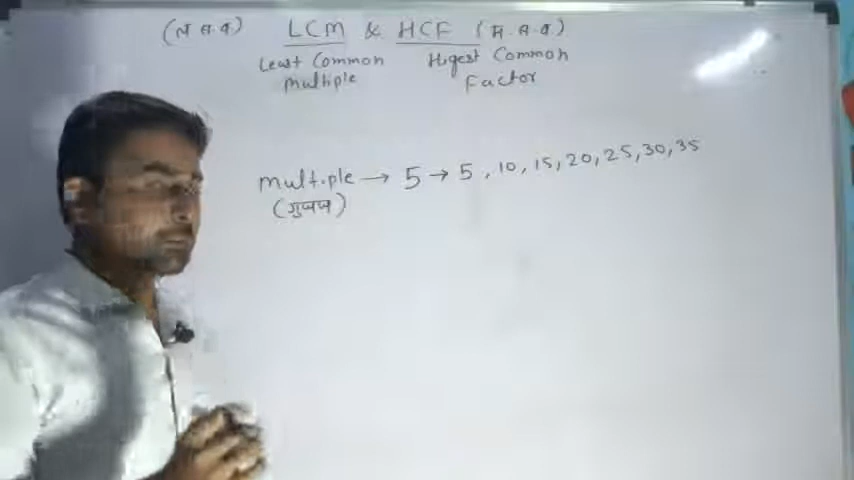 (ल.स.व.) LCM & HCF (म.स.व.)
Least Common Higest Common
multiple Factor
multiple → 5 → 5, 10, 15, 20, 25, 30, 35
(गुणज)